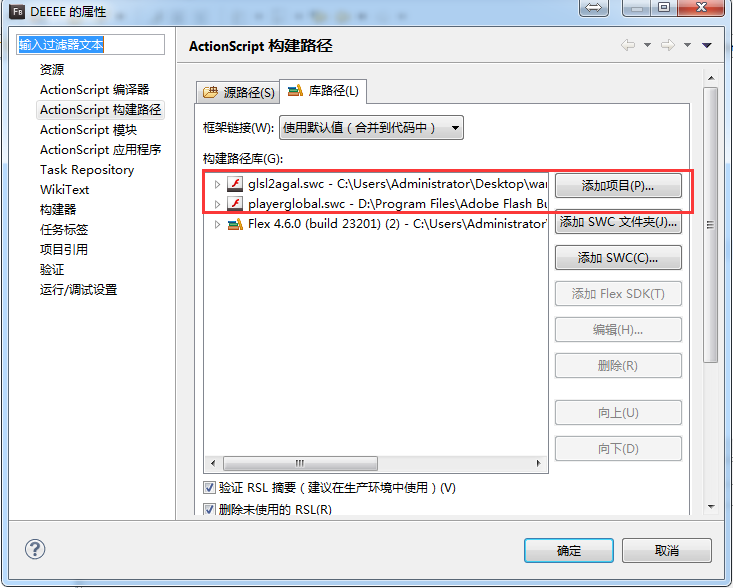 Fb DEEEE 的属性
输入过滤器文本
ActionScript 构建路径
资源
ActionScript 编译器
ActionScript 构建路径
ActionScript 模块
ActionScript 应用程序
Task Repository
WikiText
构建器
任务标签
项目引用
验证
运行/调试设置
源路径(S)
库路径(L)
框架链接(W):
使用默认值（合并到代码中）
构建路径库(G):
glsl2agal.swc - C:\Users\Administrator\Desktop\wan
playerglobal.swc - D:\Program Files\Adobe Flash Bu
Flex 4.6.0 (build 23201) (2) - C:\Users\Administrator'
添加项目(P)...
添加 SWC 文件夹(J)...
添加 SWC(C)...
添加 Flex SDK(T)
编辑(H)...
删除(R)
向上(U)
向下(D)
验证 RSL 摘要（建议在生产环境中使用）(V)
删除未使用的 RSL(R)
?
确定
取消